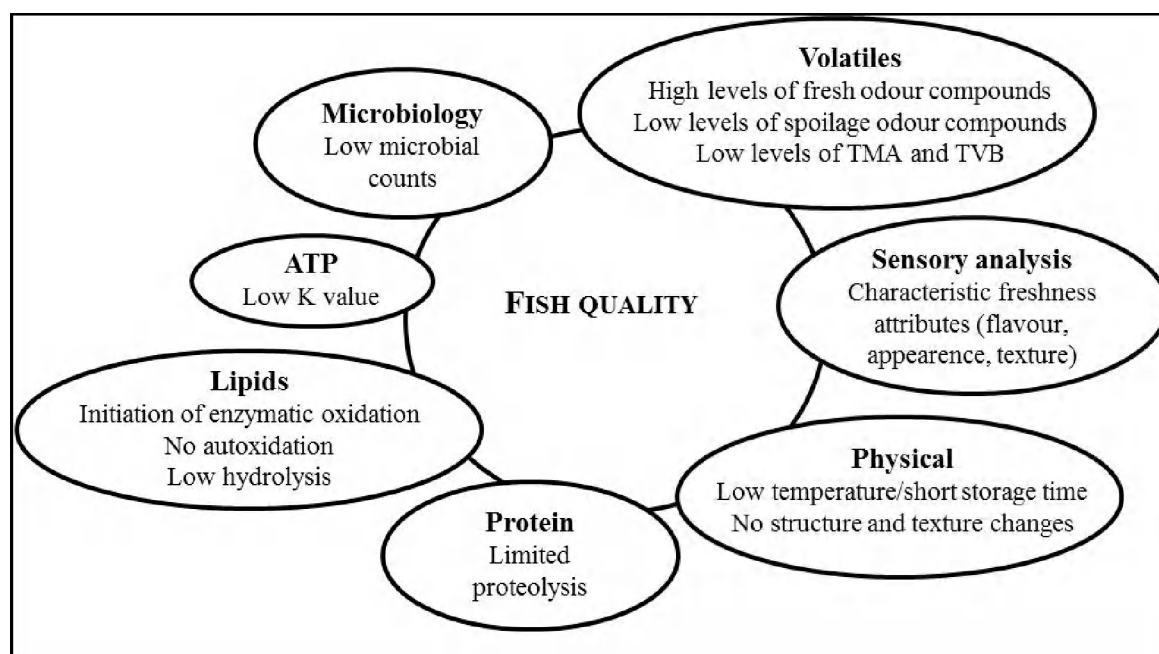 Volatiles
High levels of fresh odour compounds
Low levels of spoilage odour compounds
Low levels of TMA and TVB
Microbiology
Low microbial
counts
Sensory analysis
Characteristic freshness
attributes (flavour,
appearence, texture)
ATP
Low K value
FISH QUALITY
Lipids
Initiation of enzymatic oxidation
No autoxidation
Low hydrolysis
Physical
Low temperature/short storage time
No structure and texture changes
Protein
Limited
proteolysis